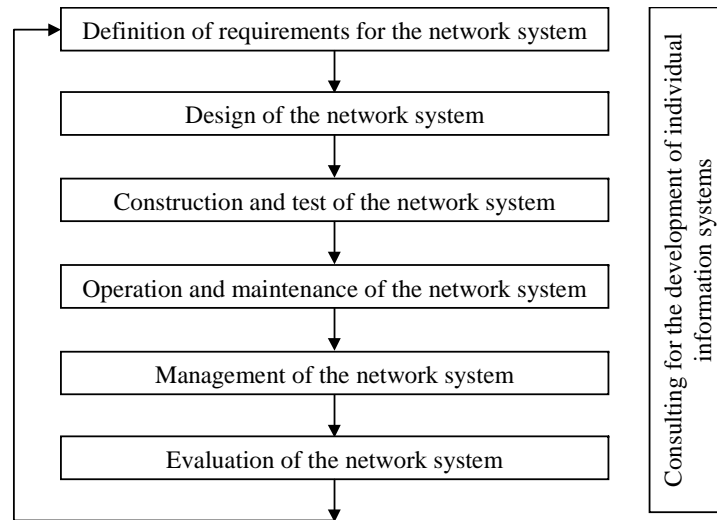 Definition of requirements for the network system
Design of the network system
Construction and test of the network system
Operation and maintenance of the network system
Management of the network system
Evaluation of the network system
Consulting for the development of individual
information systems